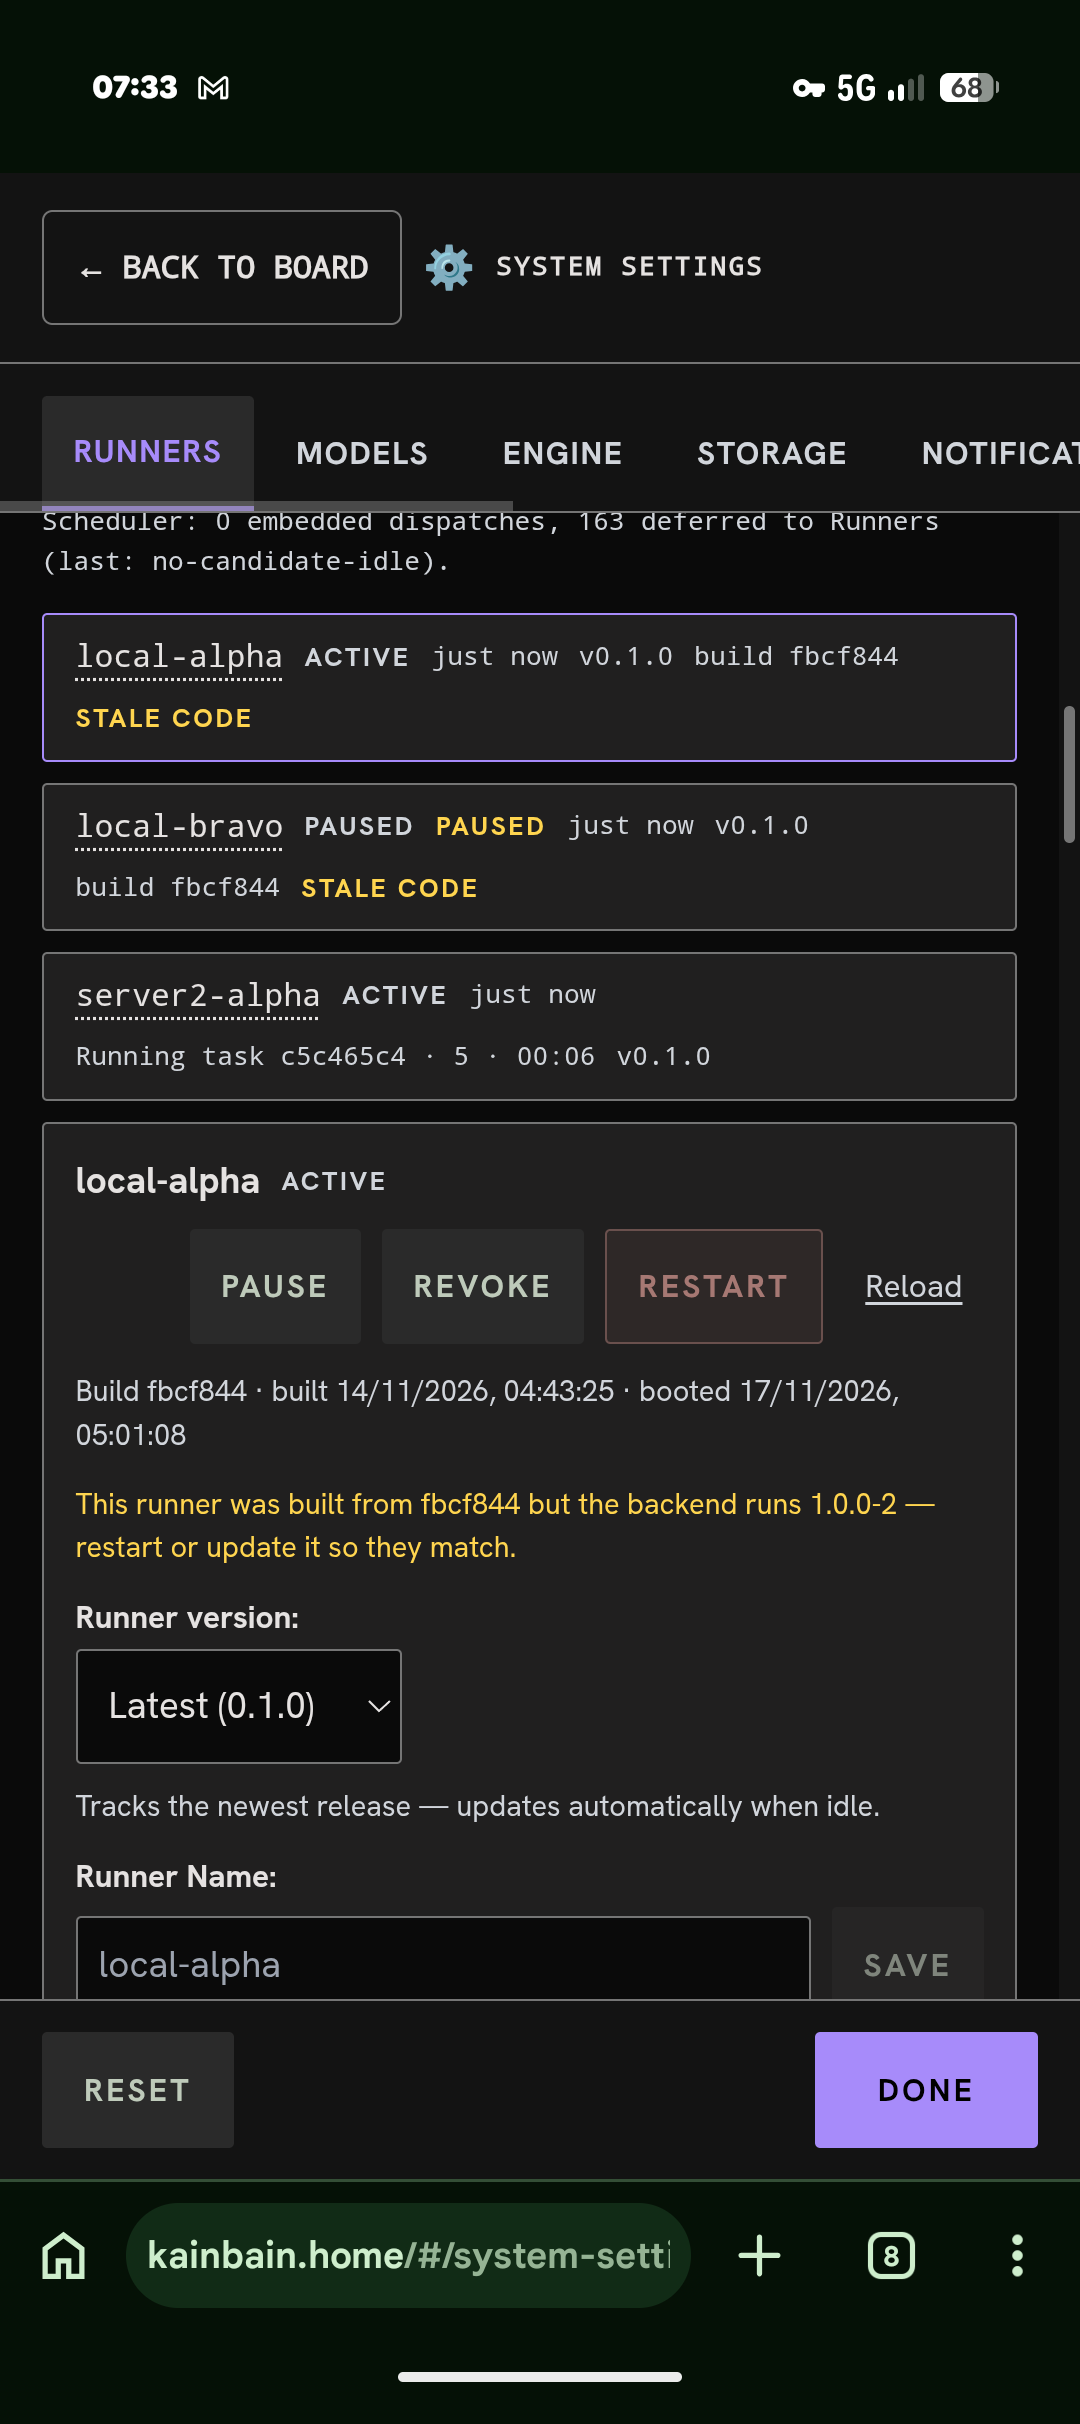 07:33 5G 68
← BACK TO BOARD ⚙️ SYSTEM SETTINGS
RUNNERS MODELS ENGINE STORAGE NOTIFICAT
Scheduler: 0 embedded dispatches, 163 deferred to Runners
(last: no-candidate-idle).
local-alpha ACTIVE just now v0.1.0 build fbcf844
STALE CODE
local-bravo PAUSED PAUSED just now v0.1.0
build fbcf844 STALE CODE
server2-alpha ACTIVE just now
Running task c5c465c4 · 5 · 00:06 v0.1.0
local-alpha ACTIVE
PAUSE REVOKE RESTART Reload
Build fbcf844 · built 14/11/2026, 04:43:25 · booted 17/11/2026,
05:01:08
This runner was built from fbcf844 but the backend runs 1.0.0-2 —
restart or update it so they match.
Runner version:
Latest (0.1.0)
Tracks the newest release — updates automatically when idle.
Runner Name:
local-alpha SAVE
RESET DONE
kainbain.home/#/system-setti 8